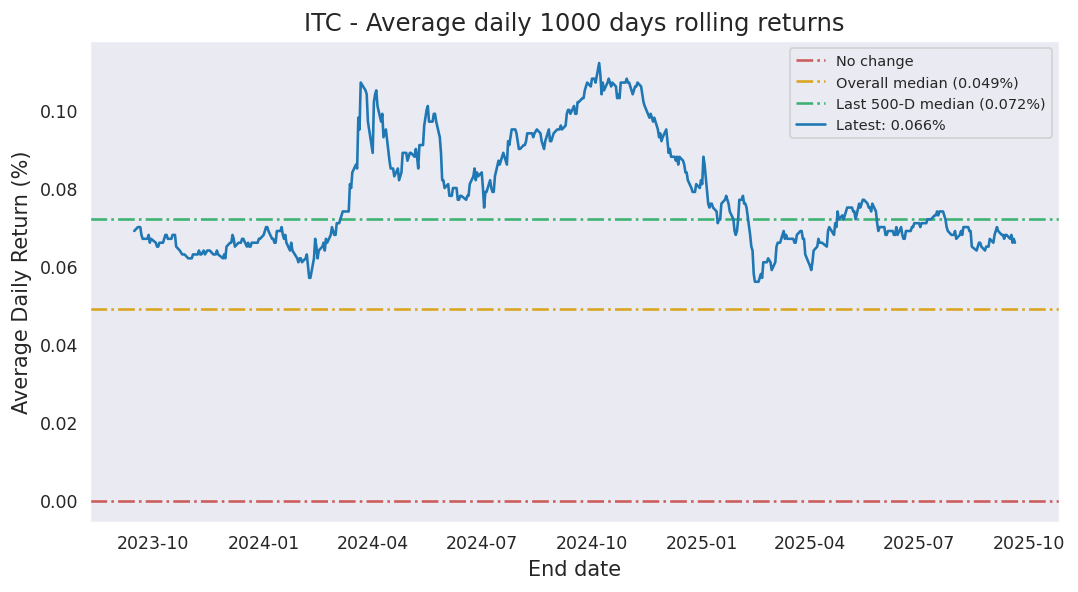 ITC - Average daily 1000 days rolling returns
No change
Overall median (0.049%)
Last 500-D median (0.072%)
Latest: 0.066%
Average Daily Return (%)
0.10
0.08
0.06
0.04
0.02
0.00
2023-10 2024-01 2024-04 2024-07 2024-10 2025-01 2025-04 2025-07 2025-10
End date